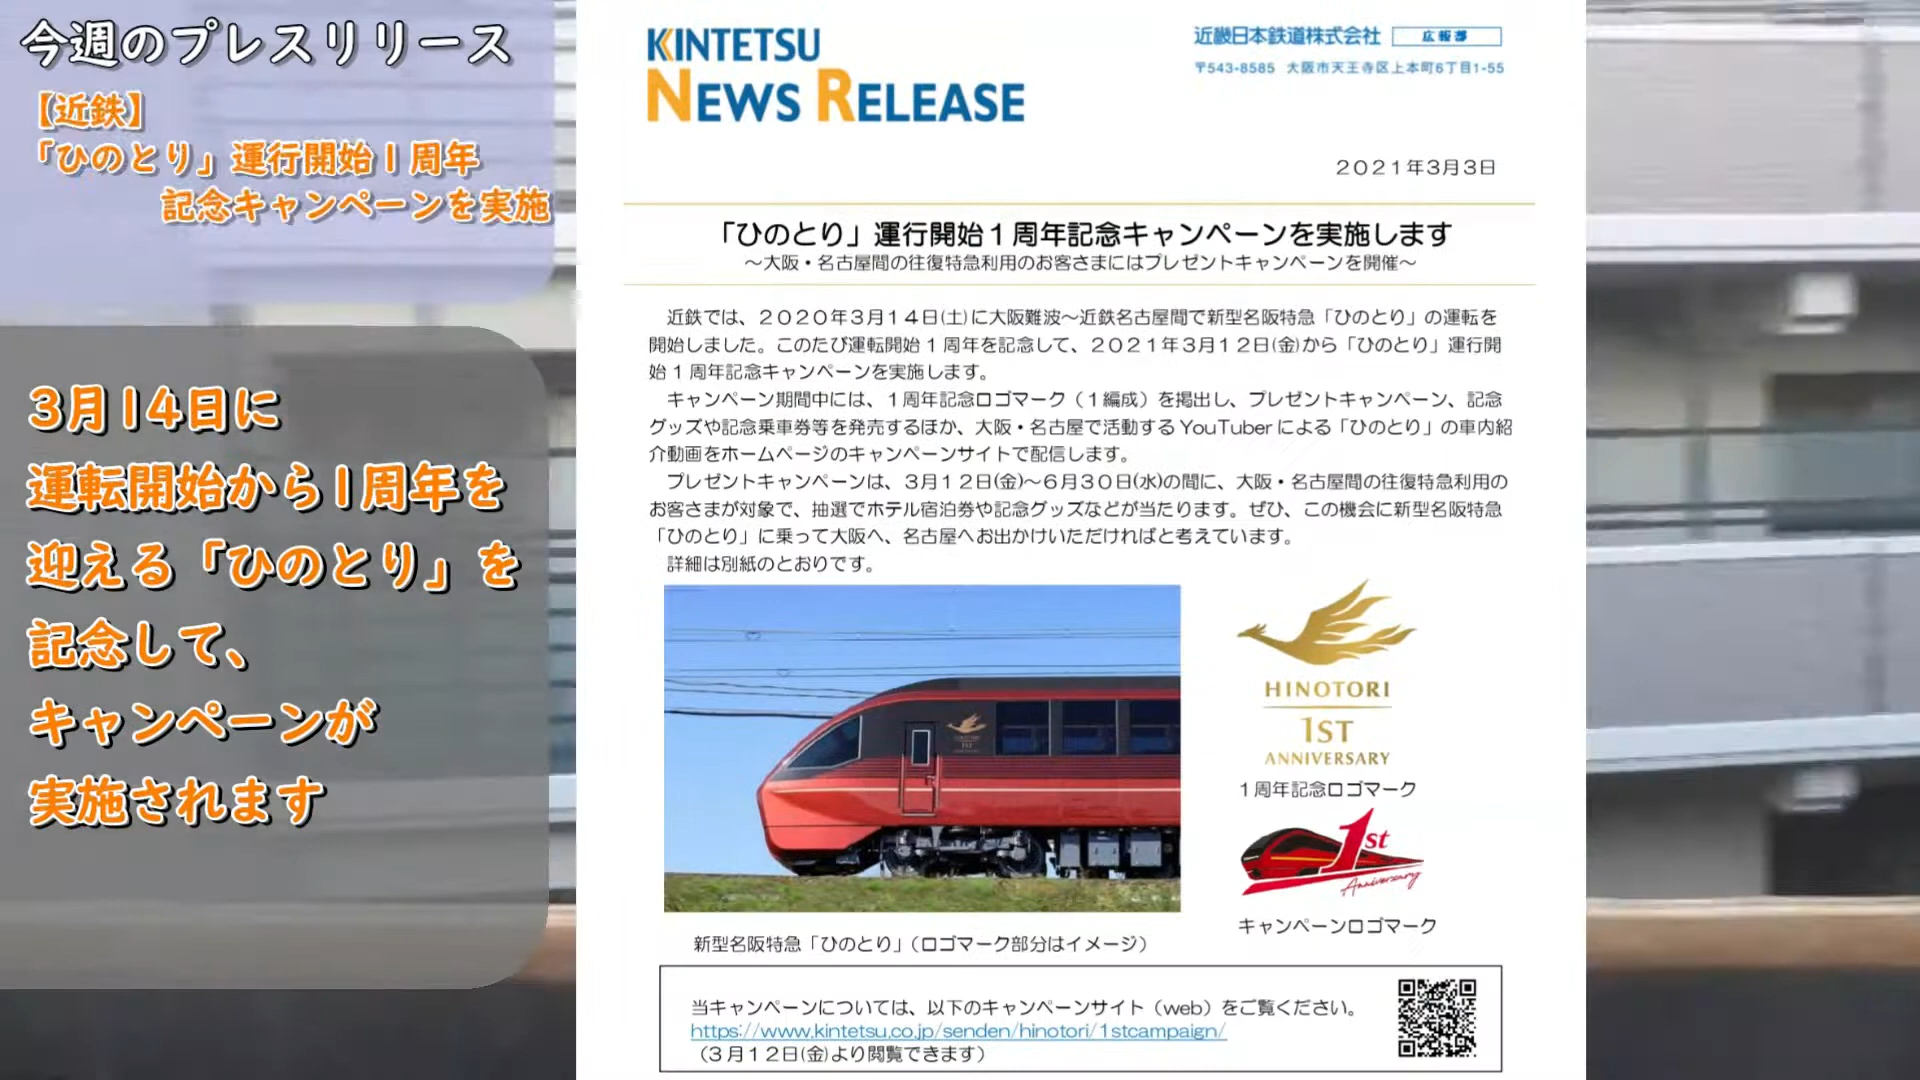 今週のプレスリリース
【近鉄】
「ひのとり」運行開始1周年
記念キャンペーンを実施
3月14日に
運転開始から1周年を
迎える「ひのとり」を
記念して、
キャンペーンが
実施されます
KINTETSU
NEWS RELEASE
近畿日本鉄道株式会社 広報部
〒543-8585 大阪市天王寺区上本町6丁目1-55
2021年3月3日
「ひのとり」運行開始1周年記念キャンペーンを実施します
～大阪・名古屋間の往復特急利用のお客さまにはプレゼントキャンペーンを開催～
近鉄では、2020年3月14日(土)に大阪難波～近鉄名古屋間で新型名阪特急「ひのとり」の運転を
開始しました。このたび運転開始1周年を記念して、2021年3月12日(金)から「ひのとり」運行開
始1周年記念キャンペーンを実施します。
キャンペーン期間中には、1周年記念ロゴマーク（1編成）を掲出し、プレゼントキャンペーン、記念
グッズや記念乗車券等を発売するほか、大阪・名古屋で活動するYouTuberによる「ひのとり」の車内紹
介動画をホームページのキャンペーンサイトで配信します。
プレゼントキャンペーンは、3月12日(金)～6月30日(水)の間に、大阪・名古屋間の往復特急利用の
お客さまが対象で、抽選でホテル宿泊券や記念グッズなどが当たります。ぜひ、この機会に新型名阪特急
「ひのとり」に乗って大阪へ、名古屋へお出かけいただければと考えています。
詳細は別紙のとおりです。
HINOTORI
1ST
ANNIVERSARY
1周年記念ロゴマーク
1st
Anniversary
キャンペーンロゴマーク
新型名阪特急「ひのとり」（ロゴマーク部分はイメージ）
当キャンペーンについては、以下のキャンペーンサイト（web）をご覧ください。
https://www.kintetsu.co.jp/senden/hinotori/1stcampaign/
（3月12日(金)より閲覧できます）